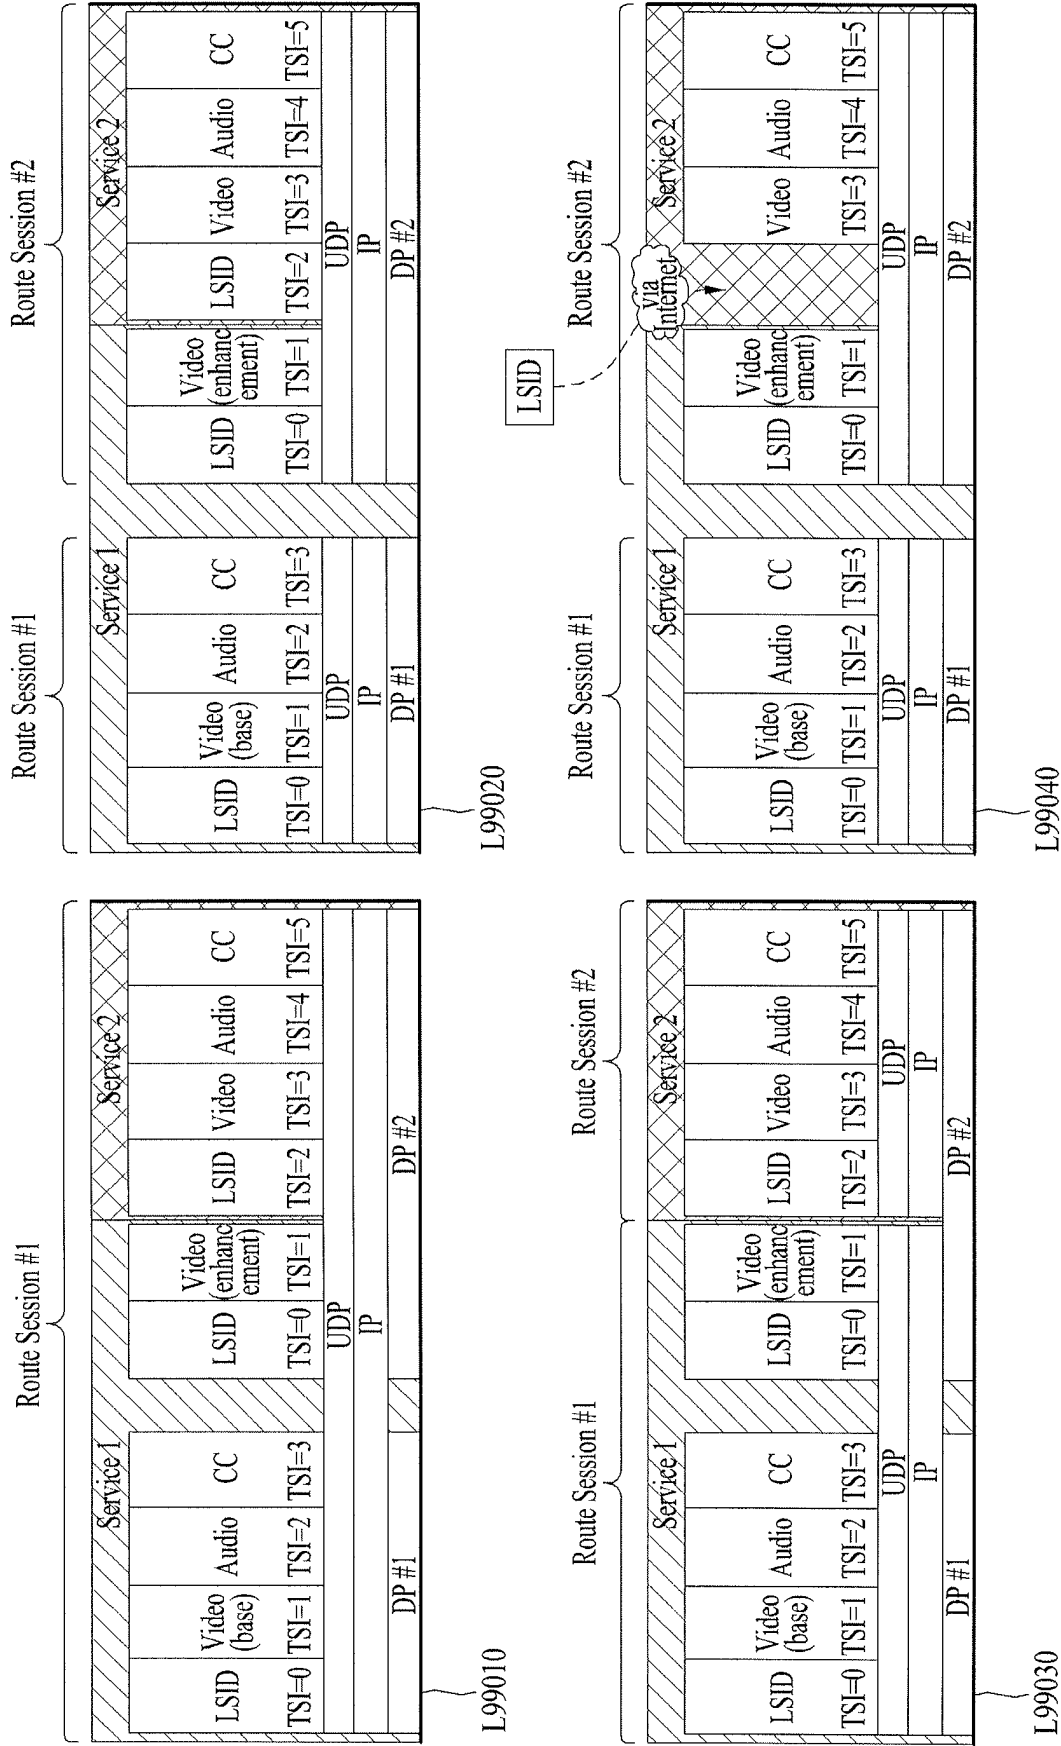 Route Session #1
Service 1
Service 2
LSID
Video
(base)
Audio
CC
LSID
Video
(enhanc
ement)
LSID
Video
Audio
CC
TSI=0
TSI=1
TSI=2
TSI=3
TSI=0
TSI=1
TSI=2
TSI=3
TSI=4
TSI=5
UDP
IP
DP #1
DP #2
L99010
Route Session #1
Route Session #2
Service 1
Service 2
LSID
Video
(base)
Audio
CC
LSID
Video
(enhanc
ement)
LSID
Video
Audio
CC
TSI=0
TSI=1
TSI=2
TSI=3
TSI=0
TSI=1
TSI=2
TSI=3
TSI=4
TSI=5
UDP
UDP
IP
IP
DP #1
DP #2
L99020
Route Session #1
Route Session #2
Service 1
Service 2
LSID
Video
(base)
Audio
CC
LSID
Video
(enhanc
ement)
LSID
Video
Audio
CC
TSI=0
TSI=1
TSI=2
TSI=3
TSI=0
TSI=1
TSI=2
TSI=3
TSI=4
TSI=5
UDP
UDP
IP
IP
DP #1
DP #2
L99030
LSID
Route Session #1
Route Session #2
via
Internet
Service 1
Service 2
LSID
Video
(base)
Audio
CC
LSID
Video
(enhanc
ement)
Video
Audio
CC
TSI=0
TSI=1
TSI=2
TSI=3
TSI=0
TSI=1
TSI=3
TSI=4
TSI=5
UDP
UDP
IP
IP
DP #1
DP #2
L99040